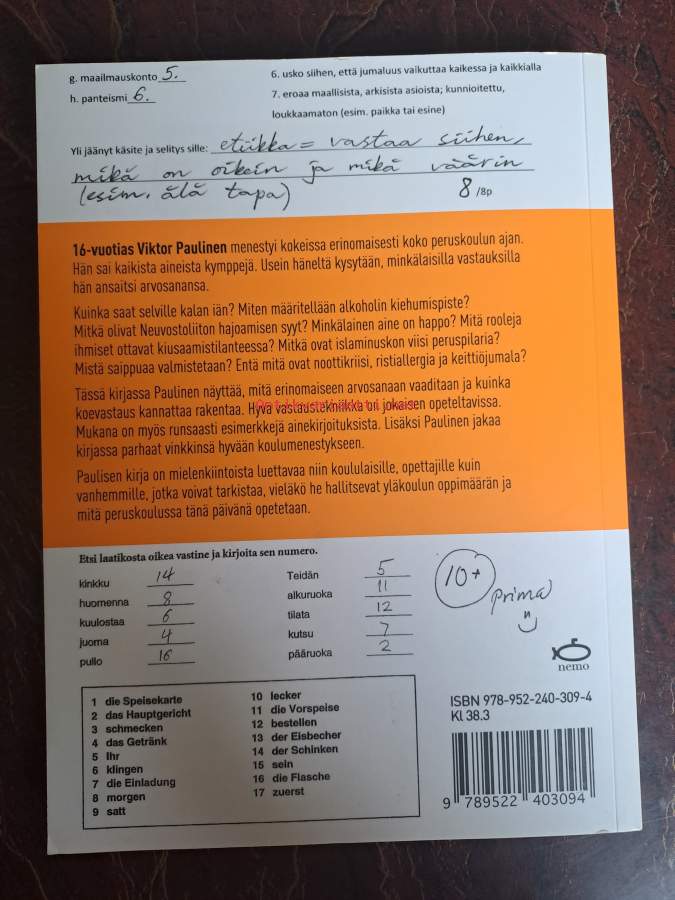 g. maailmauskonto 5.
h. panteismi 6.
6. usko siihen, että jumaluus vaikuttaa kaikessa ja kaikkialla
7. eroaa maallisista, arkisista asioista; kunnioitettu,
loukkaamaton (esim. paikka tai esine)
Yli jäänyt käsite ja selitys sille: etiikka = vastaa siihen,
mikä on oikein ja mikä väärin
(esim. älä tapa)
8 /8p
16-vuotias Viktor Paulinen menestyi kokeissa erinomaisesti koko peruskoulun ajan.
Hän sai kaikista aineista kymppejä. Usein häneltä kysytään, minkälaisilla vastauksilla
hän ansaitsi arvosanansa.
Kuinka saat selville kalan iän? Miten määritellään alkoholin kiehumispiste?
Mitkä olivat Neuvostoliiton hajoamisen syyt? Minkälainen aine on happo? Mitä rooleja
ihmiset ottavat kiusaamistilanteessa? Mitkä ovat islaminuskon viisi peruspilaria?
Mistä saippuaa valmistetaan? Entä mitä ovat noottikriisi, ristiallergia ja keittiöjumala?
Tässä kirjassa Paulinen näyttää, mitä erinomaiseen arvosanaan vaaditaan ja kuinka
koevastaus kannattaa rakentaa. Hyvä vastaustekniikka on jokaisen opeteltavissa.
Mukana on myös runsaasti esimerkkejä ainekirjoituksista. Lisäksi Paulinen jakaa
kirjassa parhaat vinkkinsä hyvään koulumenestykseen.
Paulisen kirja on mielenkiintoista luettavaa niin koululaisille, opettajille kuin
vanhemmille, jotka voivat tarkistaa, vieläkö he hallitsevat yläkoulun oppimäärän ja
mitä peruskoulussa tänä päivänä opetetaan.
Etsi laatikosta oikea vastine ja kirjoita sen numero.
kinkku 14
huomenna 8
kuulostaa 6
juoma 4
pullo 16
Teidän 5
alkuruoka 11
tilata 12
kutsu 7
pääruoka 2
10+
prima
nemo
1 die Speisekarte
2 das Hauptgericht
3 schmecken
4 das Getränk
5 Ihr
6 klingen
7 die Einladung
8 morgen
9 satt
10 lecker
11 die Vorspeise
12 bestellen
13 der Eisbecher
14 der Schinken
15 sein
16 die Flasche
17 zuerst
ISBN 978-952-240-309-4
Kl 38.3
9 789522 403094